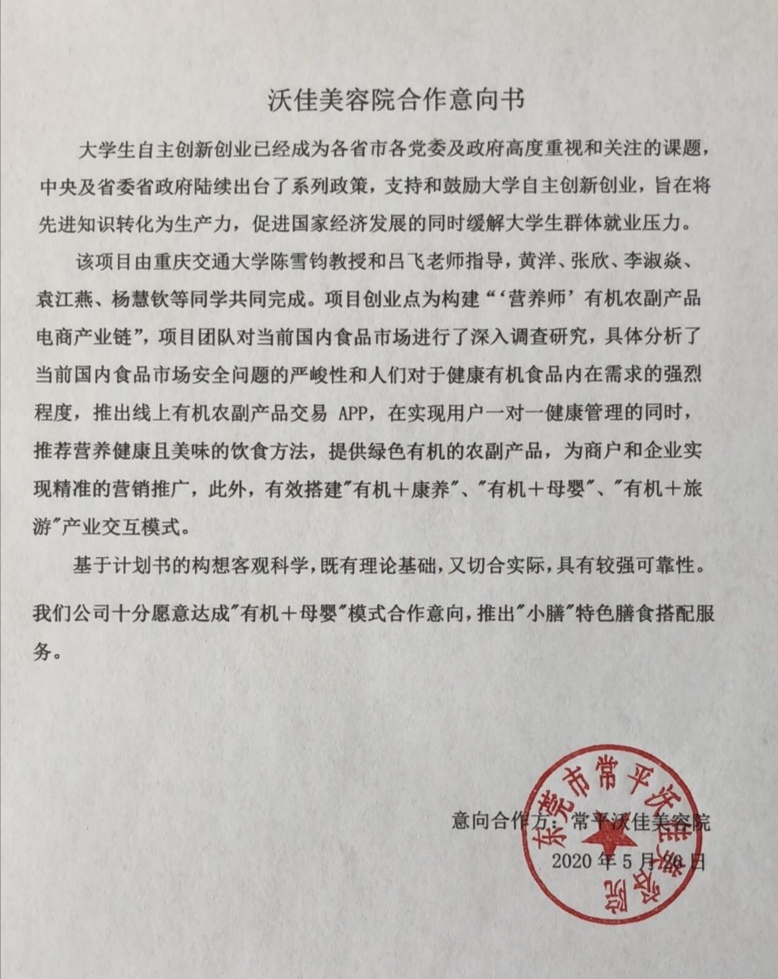 沃佳美容院合作意向书
大学生自主创新创业已经成为各省市各党委及政府高度重视和关注的课题，
中央及省委省政府陆续出台了系列政策，支持和鼓励大学自主创新创业，旨在将
先进知识转化为生产力，促进国家经济发展的同时缓解大学生群体就业压力。
该项目由重庆交通大学陈雪钧教授和吕飞老师指导，黄洋、张欣、李淑焱、
袁江燕、杨慧钦等同学共同完成。项目创业点为构建“‘营养师’有机农副产品
电商产业链”，项目团队对当前国内食品市场进行了深入调查研究，具体分析了
当前国内食品市场安全问题的严峻性和人们对于健康有机食品内在需求的强烈
程度，推出线上有机农副产品交易 APP，在实现用户一对一健康管理的同时，
推荐营养健康且美味的饮食方法，提供绿色有机的农副产品，为商户和企业实
现精准的营销推广，此外，有效搭建"有机＋康养"、"有机＋母婴"、"有机＋旅
游"产业交互模式。
基于计划书的构想客观科学，既有理论基础，又切合实际，具有较强可靠性。
我们公司十分愿意达成"有机＋母婴"模式合作意向，推出"小膳"特色膳食搭配服
务。
东莞市常平沃佳美容院
意向合作方：常平沃佳美容院
2020 年 5 月 20 日